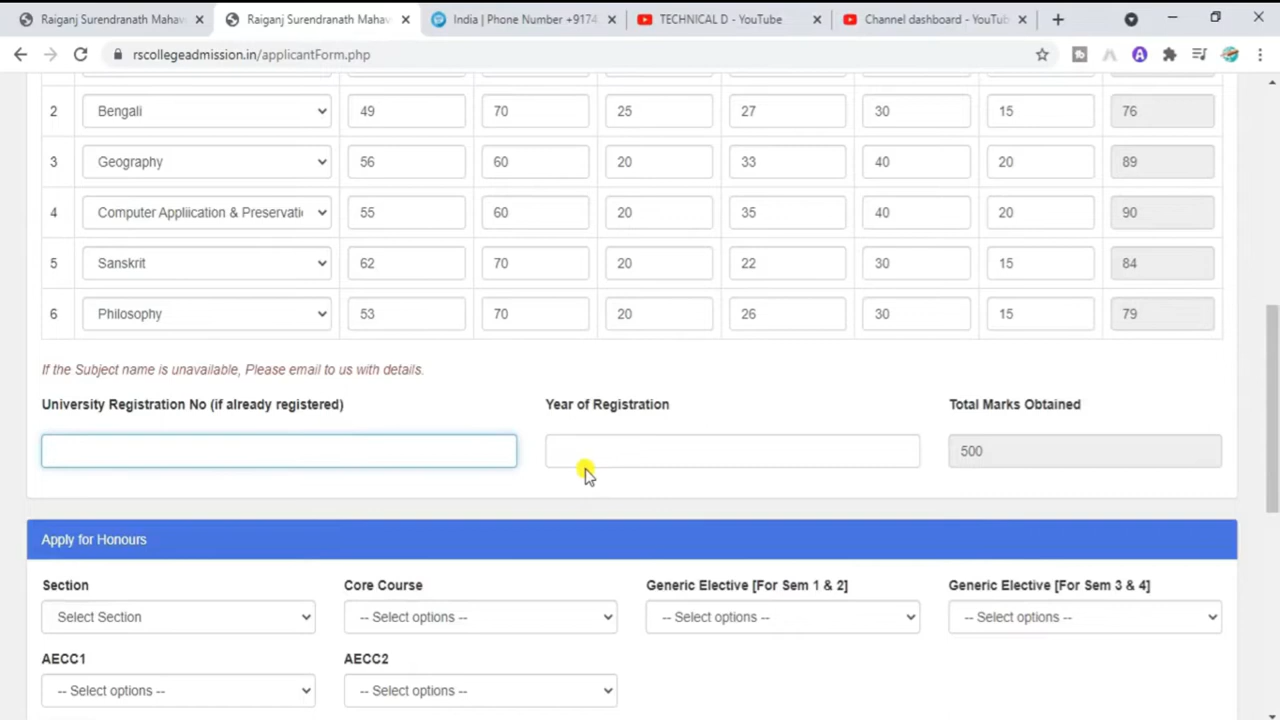 Raiganj Surendranath Mahav
Raiganj Surendranath Mahav
India | Phone Number +9174
TECHNICAL D - YouTube
Channel dashboard - YouTub
rscollegeadmission.in/applicantForm.php
2 Bengali 49 70 25 27 30 15 76
3 Geography 56 60 20 33 40 20 89
4 Computer Appliication & Preservati 55 60 20 35 40 20 90
5 Sanskrit 62 70 20 22 30 15 84
6 Philosophy 53 70 20 26 30 15 79
If the Subject name is unavailable, Please email to us with details.
University Registration No (if already registered) Year of Registration Total Marks Obtained
500
Apply for Honours
Section Core Course Generic Elective [For Sem 1 & 2] Generic Elective [For Sem 3 & 4]
Select Section -- Select options -- -- Select options -- -- Select options --
AECC1 AECC2
-- Select options -- -- Select options --